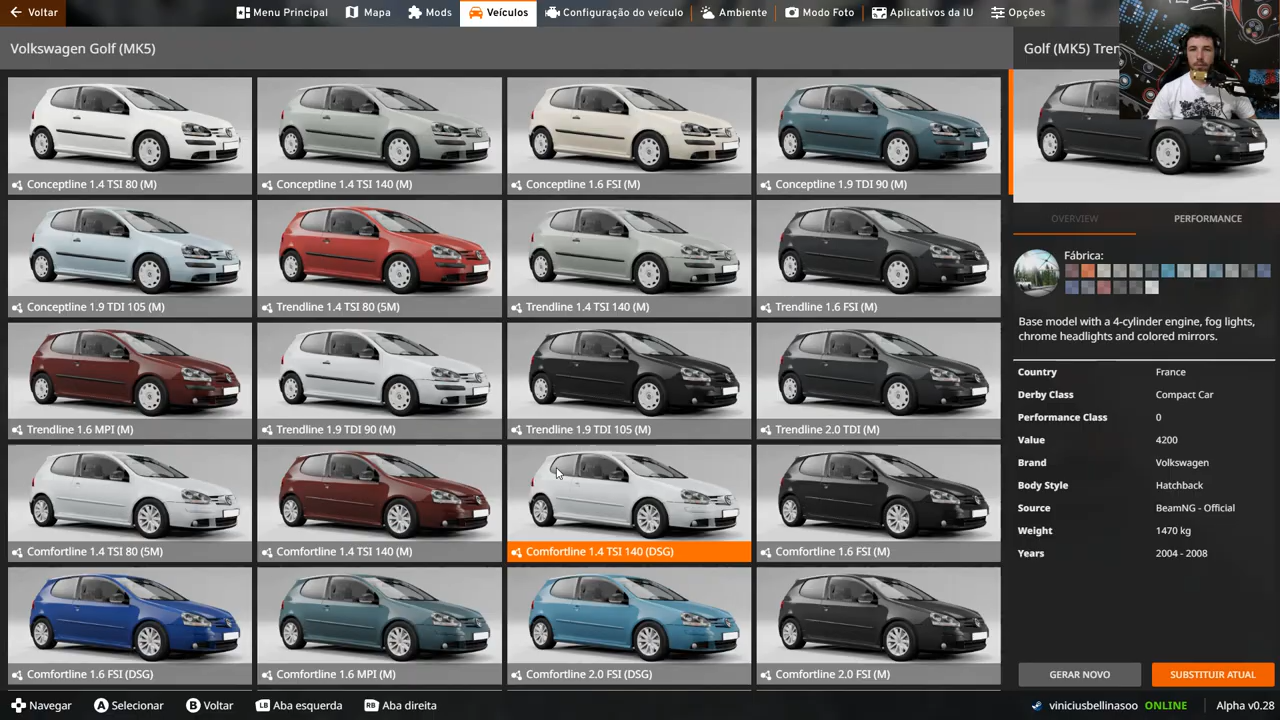 Voltar
Menu Principal
Mapa
Mods
Veículos
Configuração do veículo
Ambiente
Modo Foto
Aplicativos da IU
Opções
Volkswagen Golf (MK5)
Golf (MK5) Tren
Conceptline 1.4 TSI 80 (M)
Conceptline 1.4 TSI 140 (M)
Conceptline 1.6 FSI (M)
Conceptline 1.9 TDI 90 (M)
Conceptline 1.9 TDI 105 (M)
Trendline 1.4 TSI 80 (5M)
Trendline 1.4 TSI 140 (M)
Trendline 1.6 FSI (M)
Trendline 1.6 MPI (M)
Trendline 1.9 TDI 90 (M)
Trendline 1.9 TDI 105 (M)
Trendline 2.0 TDI (M)
Comfortline 1.4 TSI 80 (5M)
Comfortline 1.4 TSI 140 (M)
Comfortline 1.4 TSI 140 (DSG)
Comfortline 1.6 FSI (M)
Comfortline 1.6 FSI (DSG)
Comfortline 1.6 MPI (M)
Comfortline 2.0 FSI (DSG)
Comfortline 2.0 FSI (M)
OVERVIEW
PERFORMANCE
Fábrica:
Base model with a 4-cylinder engine, fog lights,
chrome headlights and colored mirrors.
Country France
Derby Class Compact Car
Performance Class 0
Value 4200
Brand Volkswagen
Body Style Hatchback
Source BeamNG - Official
Weight 1470 kg
Years 2004 - 2008
GERAR NOVO
SUBSTITUIR ATUAL
Navegar
A Selecionar
B Voltar
LB Aba esquerda
RB Aba direita
viniciusbellinasoo ONLINE
Alpha v0.28